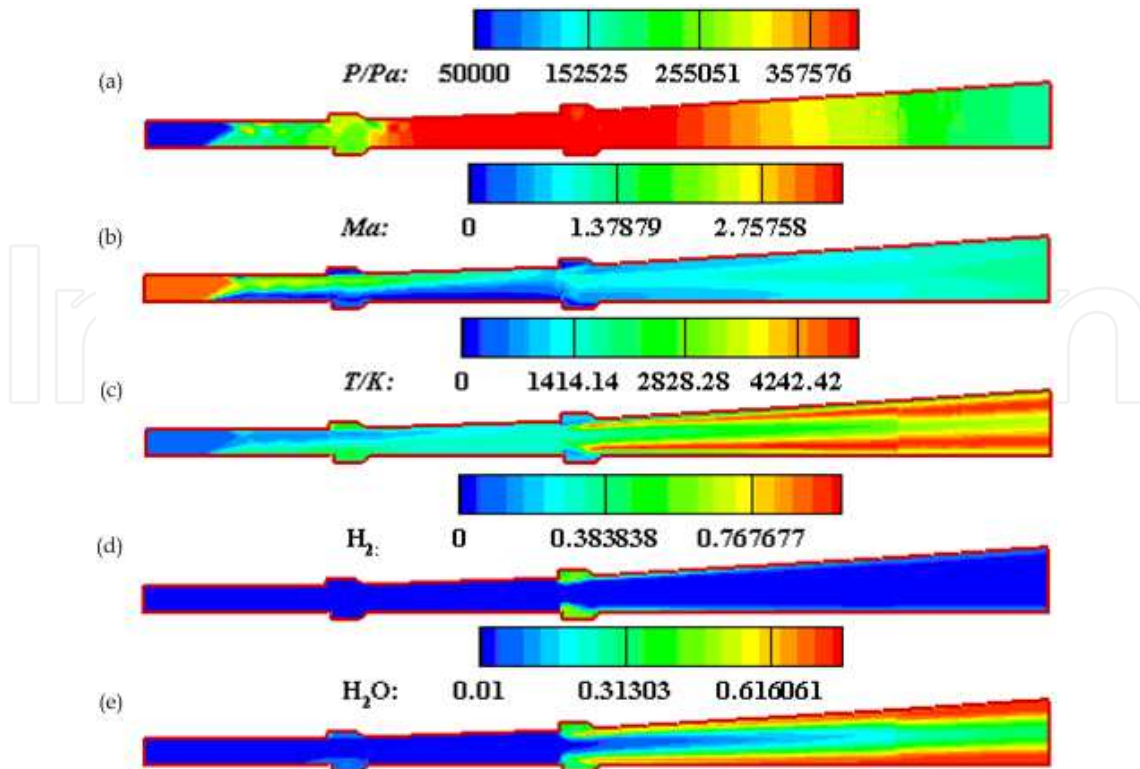 (a)
P/Pa: 50000 152525 255051 357576
(b)
Ma: 0 1.37879 2.75758
(c)
T/K: 0 1414.14 2828.28 4242.42
(d)
H₂: 0 0.383838 0.767677
(e)
H₂O: 0.01 0.31303 0.616061